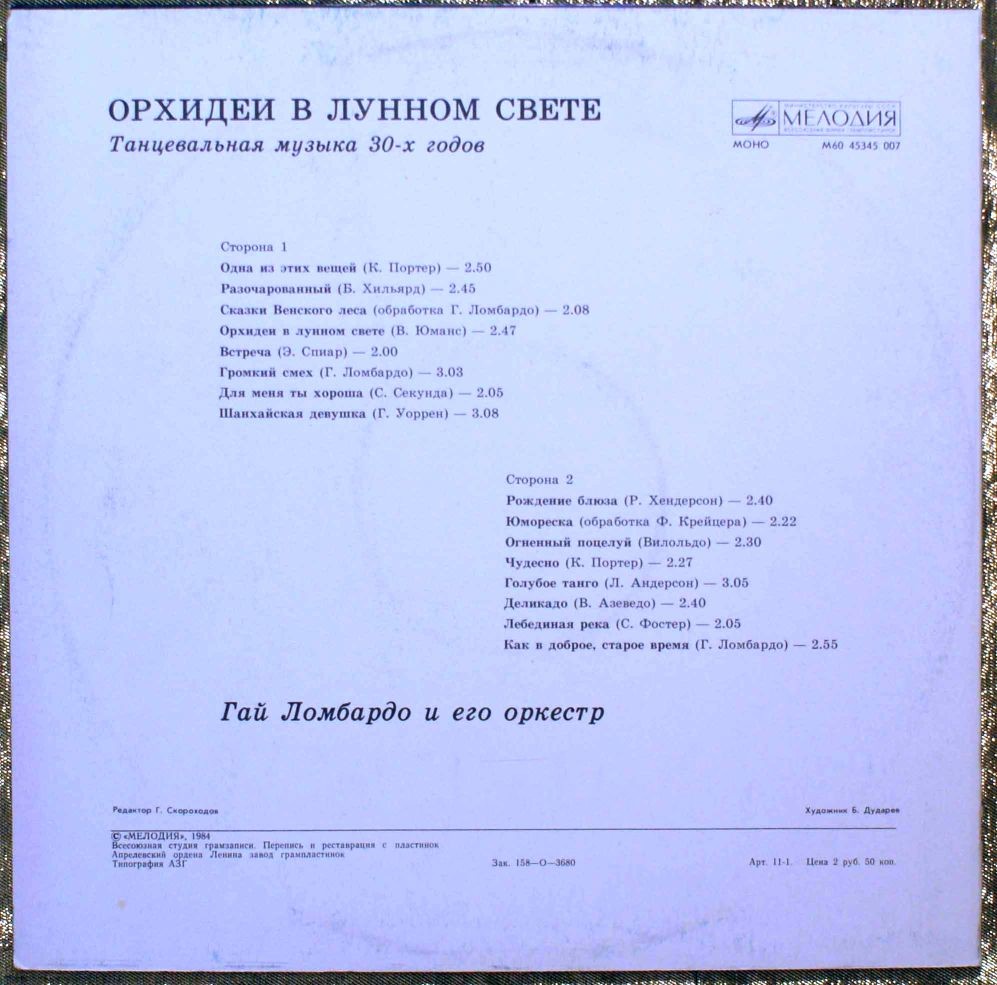 ОРХИДЕИ В ЛУННОМ СВЕТЕ
Танцевальная музыка 30-х годов
МЕЛОДИЯ
МОНО М60 45345 007
Сторона 1
Одна из этих вещей (К. Портер) — 2.50
Разочарованный (Б. Хильярд) — 2.45
Сказки Венского леса (обработка Г. Ломбардо) — 2.08
Орхидеи в лунном свете (В. Юманс) — 2.47
Встреча (Э. Спиар) — 2.00
Громкий смех (Г. Ломбардо) — 3.03
Для меня ты хороша (С. Секунда) — 2.05
Шанхайская девушка (Г. Уоррен) — 3.08
Сторона 2
Рождение блюза (Р. Хендерсон) — 2.40
Юмореска (обработка Ф. Крейцера) — 2.22
Огненный поцелуй (Вилольдо) — 2.30
Чудесно (К. Портер) — 2.27
Голубое танго (Л. Андерсон) — 3.05
Деликадо (В. Азеведо) — 2.40
Лебединая река (С. Фостер) — 2.05
Как в доброе, старое время (Г. Ломбардо) — 2.55
Гай Ломбардо и его оркестр
Редактор Г. Скороходов
Художник Б. Дударев
© «МЕЛОДИЯ», 1984
Всесоюзная студия грамзаписи. Перепись и реставрация с пластинок
Апрелевский ордена Ленина завод грампластинок
Типография АЗГ Зак. 158—О—3680 Арт. 11-1. Цена 2 руб. 50 коп.